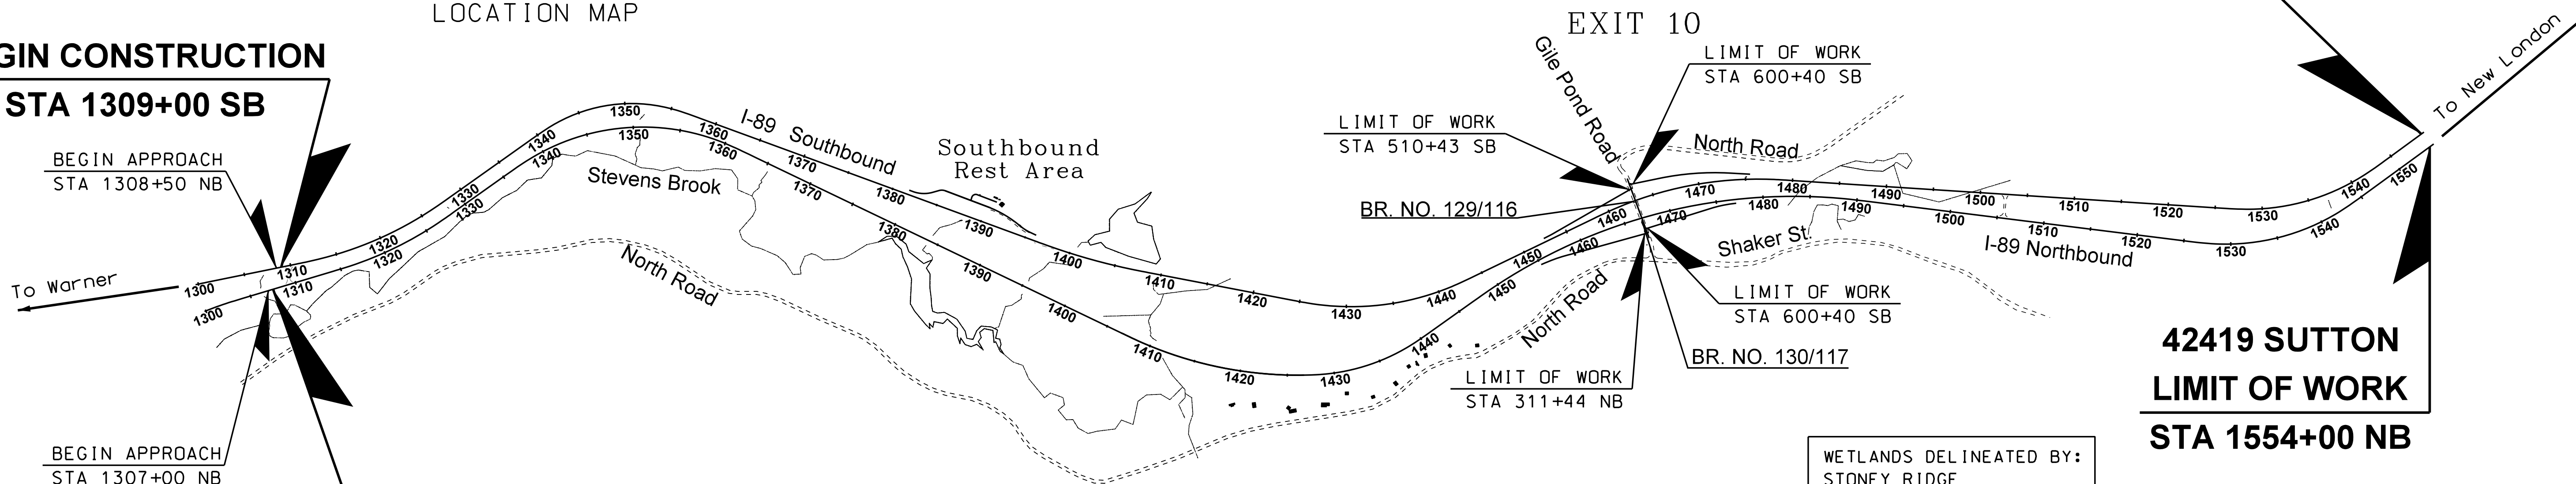 LOCATION MAP
GIN CONSTRUCTION
STA 1309+00 SB
BEGIN APPROACH
STA 1308+50 NB
To Warner
BEGIN APPROACH
STA 1307+00 NB
1300
1310
1320
1330
1340
1350
1360
1370
1380
1390
1400
1410
1420
1430
1440
1450
1460
1470
1480
1490
1500
1510
1520
1530
1540
1300
1310
1320
1330
1340
1350
1360
1370
1380
1390
1400
1410
1420
1430
1440
1450
1460
1470
1480
1490
1500
1510
1520
1530
1540
1550
I-89 Southbound
Stevens Brook
North Road
Southbound
Rest Area
EXIT 10
Gile Pond Road
LIMIT OF WORK
STA 600+40 SB
LIMIT OF WORK
STA 510+43 SB
BR. NO. 129/116
North Road
North Road
Shaker St.
I-89 Northbound
LIMIT OF WORK
STA 600+40 SB
BR. NO. 130/117
LIMIT OF WORK
STA 311+44 NB
To New London
42419 SUTTON
LIMIT OF WORK
STA 1554+00 NB
WETLANDS DELINEATED BY:
STONEY RIDGE